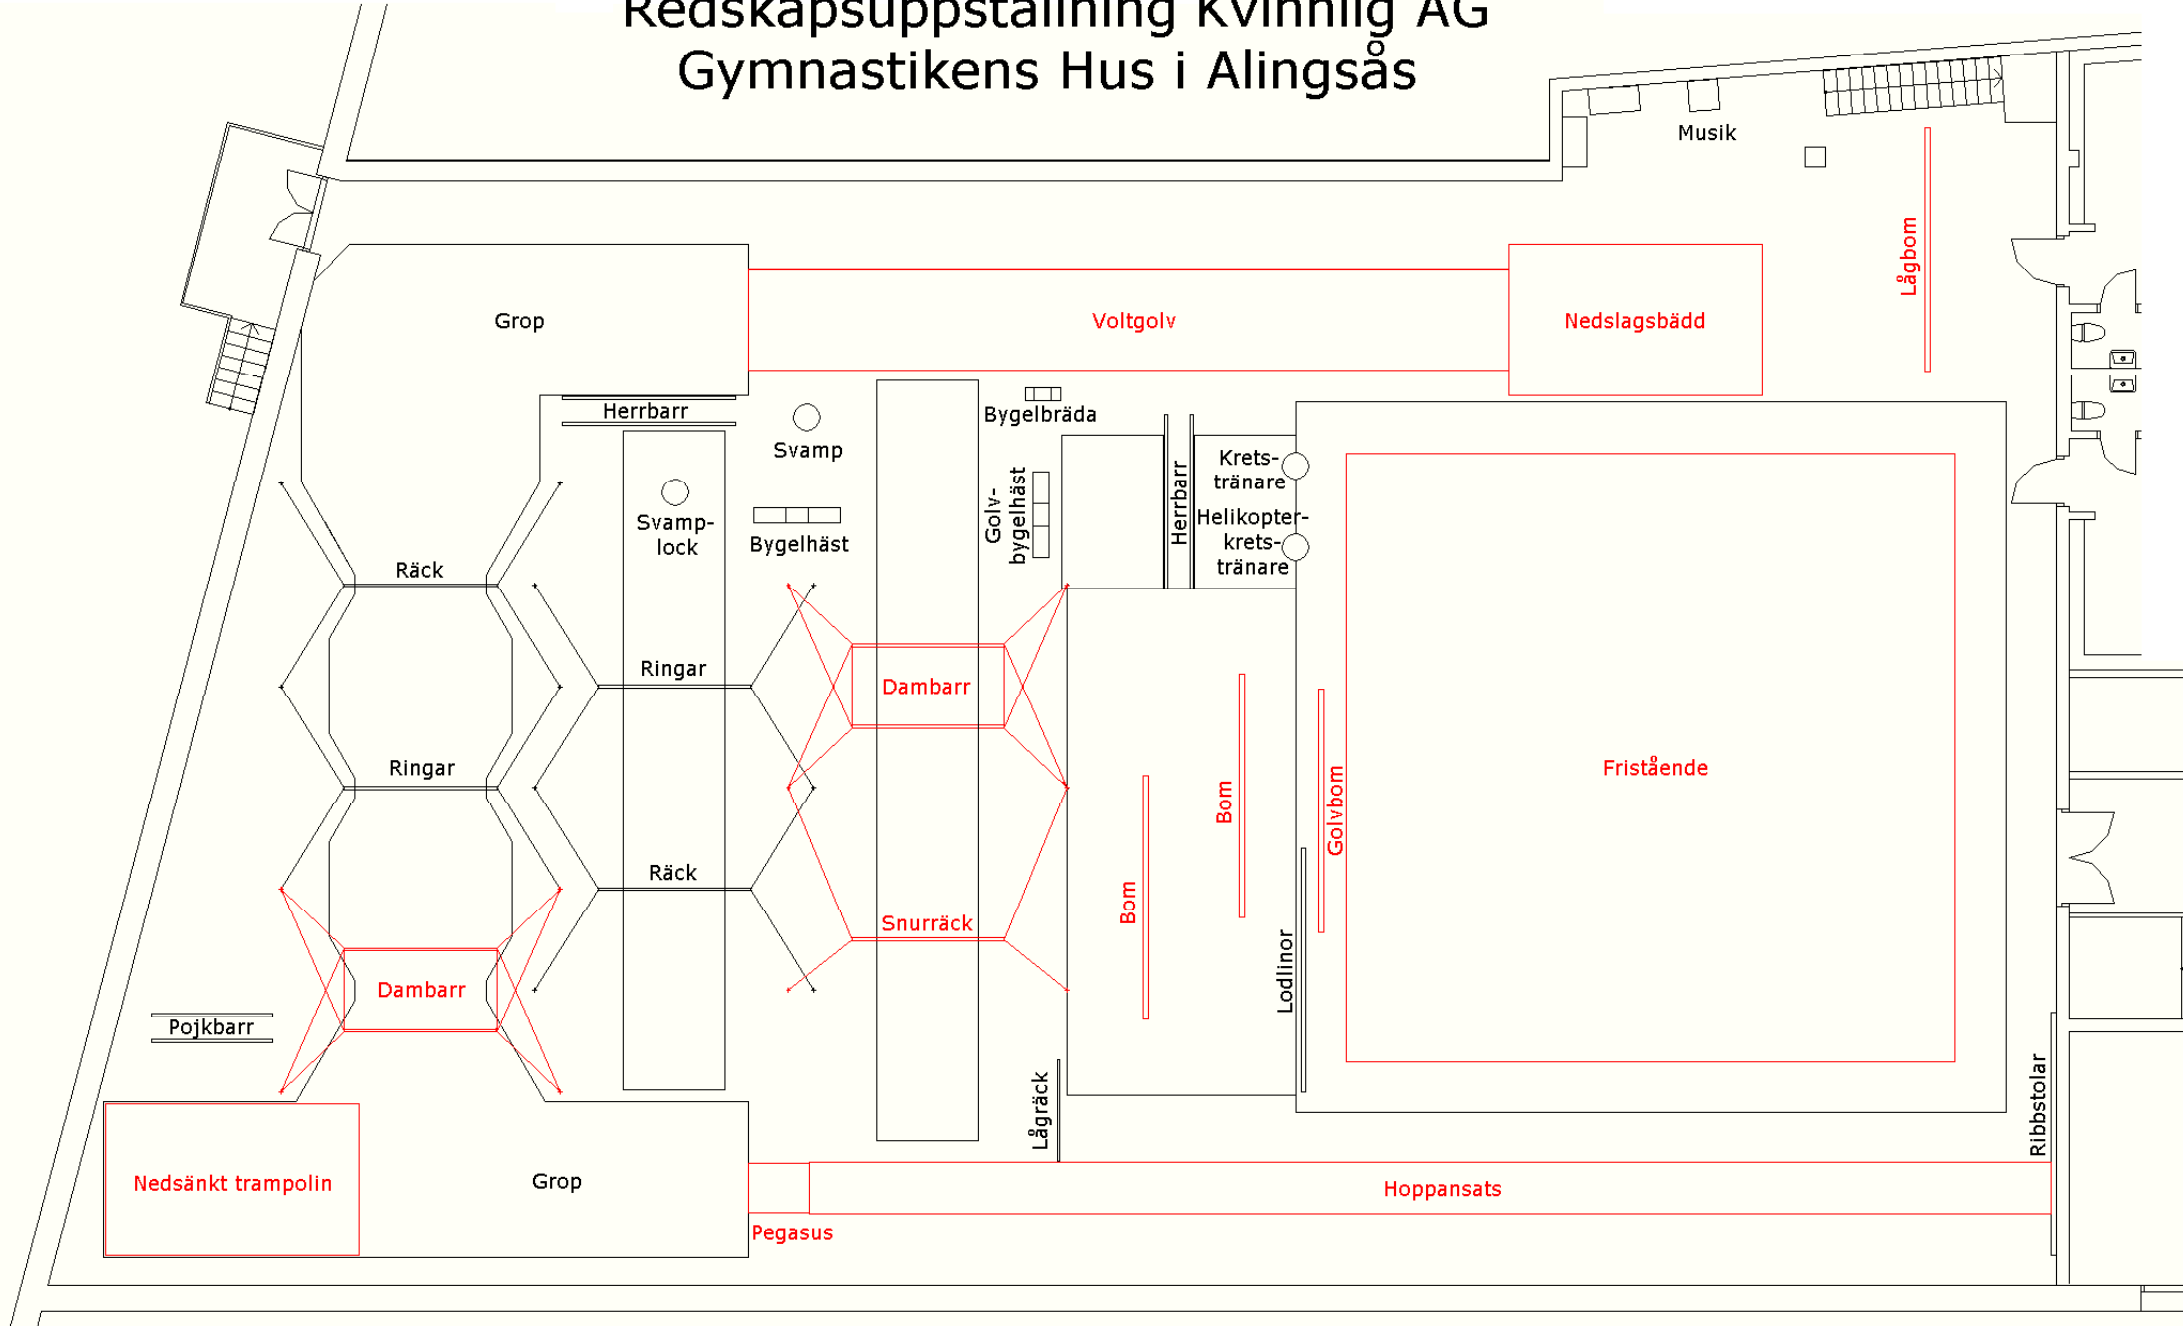 Redskapsuppställning Kvinnlig AG
Gymnastikens Hus i Alingsås
Musik
Lågbom
Grop
Voltgolv
Nedslagsbädd
Herrbarr
Svamp
Bygelbräda
Svamp-
lock
Bygelhäst
Golv-
bygelhäst
Herrbarr
Krets-
tränare
Helikopter-
krets-
tränare
Räck
Ringar
Dambarr
Ringar
Bom
Golvbom
Fristående
Räck
Bom
Snurräck
Lodlinor
Dambarr
Pojkbarr
Lågräck
Ribbstolar
Nedsänkt trampolin
Grop
Hoppansats
Pegasus